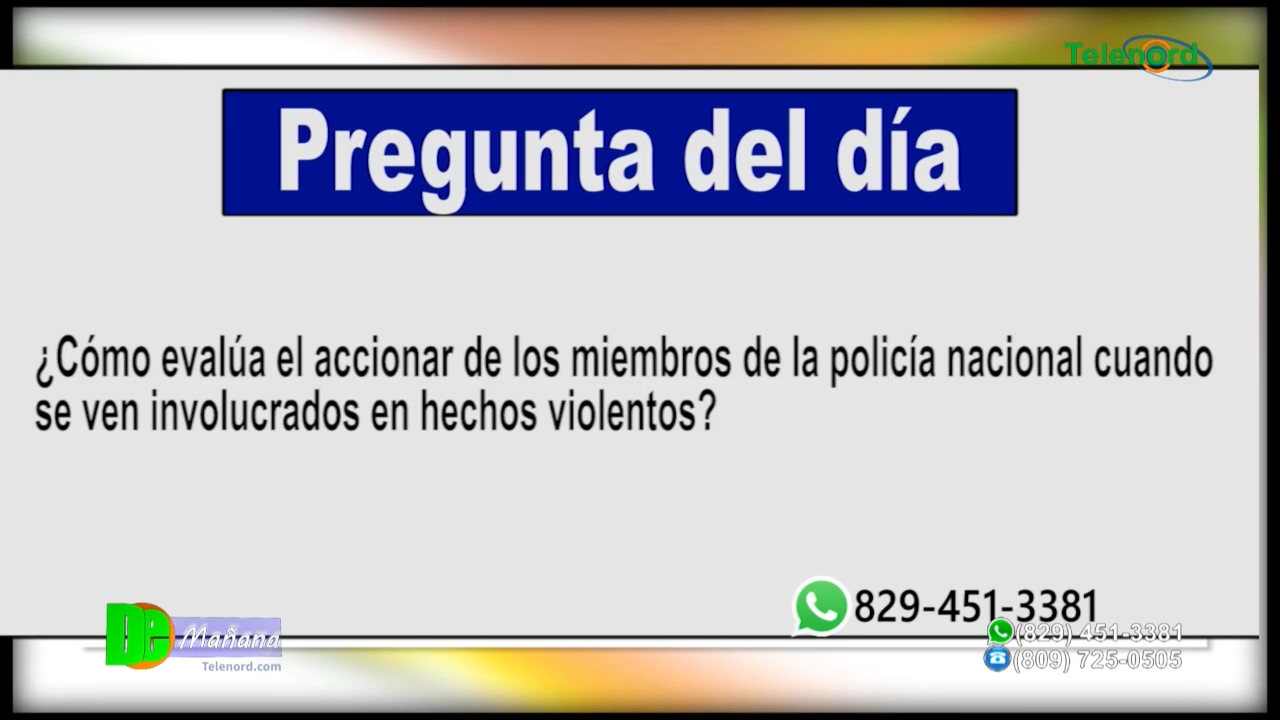 Telenord
Pregunta del día
¿Cómo evalúa el accionar de los miembros de la policía nacional cuando
se ven involucrados en hechos violentos?
829-451-3381
(829) 451-3381
(809) 725-0505
De Mañana
Telenord.com